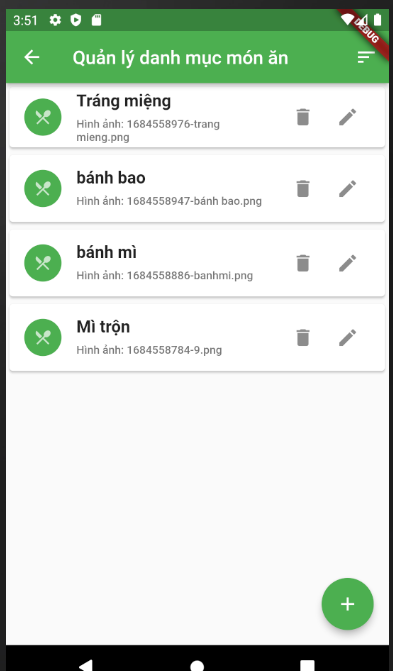 3:51
DEBUG
Quản lý danh mục món ăn
Tráng miệng
Hình ảnh: 1684558976-trang
mieng.png
bánh bao
Hình ảnh: 1684558947-bánh bao.png
bánh mì
Hình ảnh: 1684558886-banhmi.png
Mì trộn
Hình ảnh: 1684558784-9.png